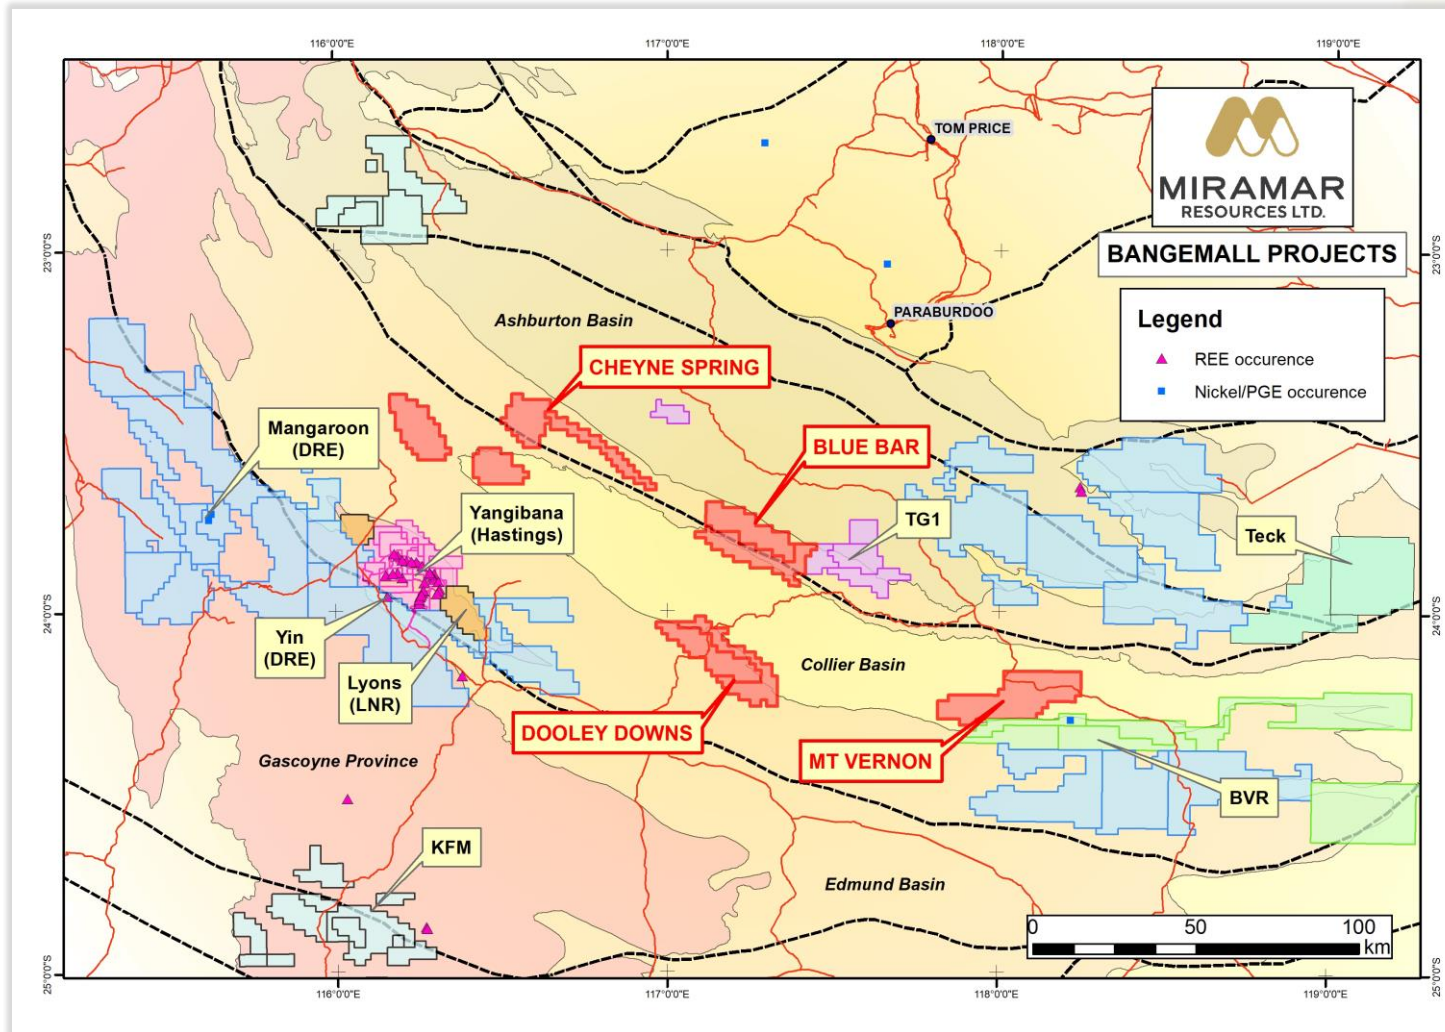 116°0'0"E
117°0'0"E
118°0'0"E
119°0'0"E
TOM PRICE
MIRAMAR
RESOURCES LTD.
BANGEMALL PROJECTS
23°0'0"S
23°0'0"S
Legend
REE occurence
Nickel/PGE occurence
PARABURDOO
Ashburton Basin
CHEYNE SPRING
Mangaroon
(DRE)
BLUE BAR
Yangibana
(Hastings)
TG1
Teck
24°0'0"S
24°0'0"S
Yin
(DRE)
Lyons
(LNR)
Collier Basin
DOOLEY DOWNS
MT VERNON
Gascoyne Province
BVR
KFM
Edmund Basin
0 50 100
km
25°0'0"S
25°0'0"S
116°0'0"E
117°0'0"E
118°0'0"E
119°0'0"E